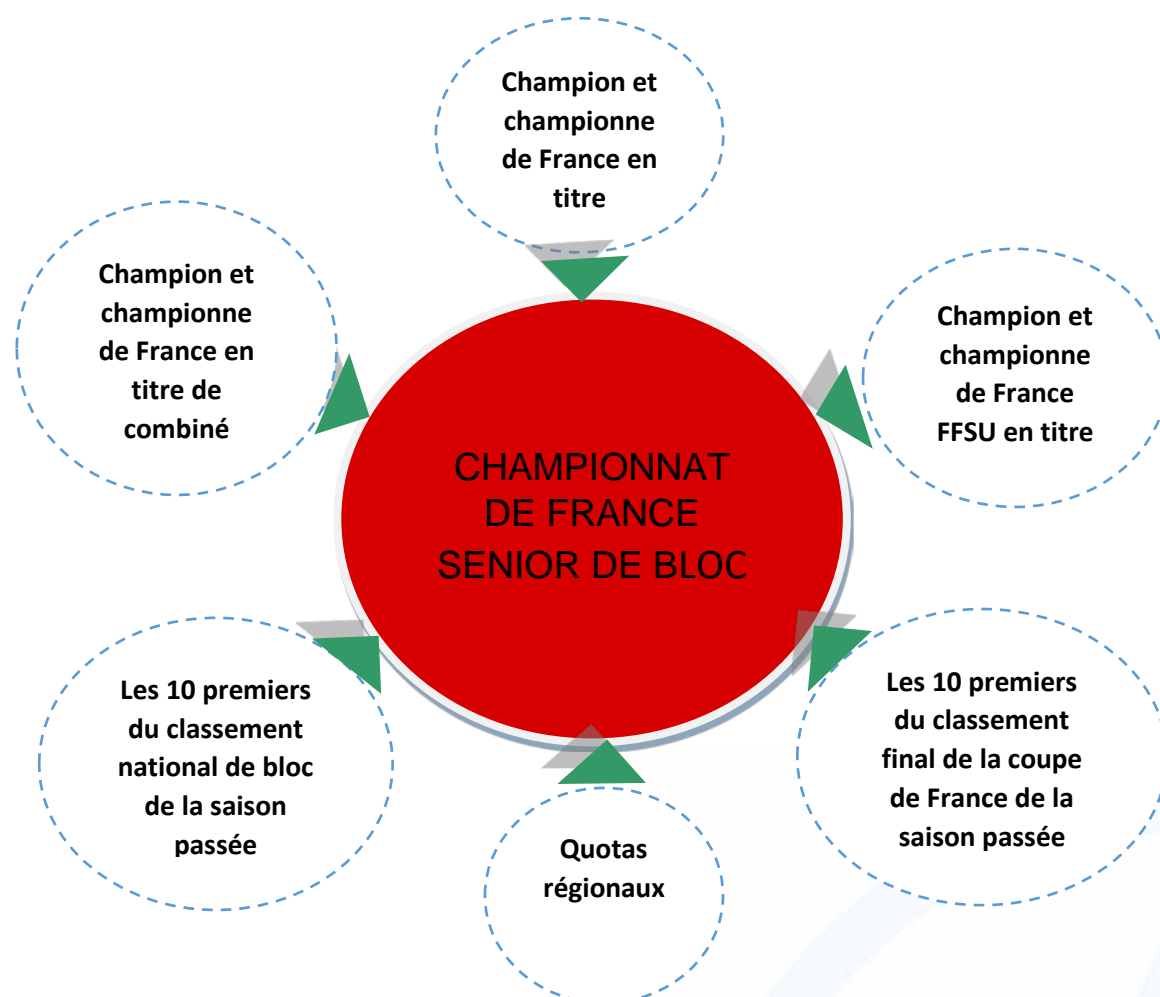 Champion et
championne
de France en
titre
Champion et
championne
de France en
titre de
combiné
Champion et
championne
de France
FFSU en titre
CHAMPIONNAT
DE FRANCE
SENIOR DE BLOC
Les 10 premiers
du classement
national de bloc
de la saison
passée
Les 10 premiers
du classement
final de la coupe
de France de la
saison passée
Quotas
régionaux